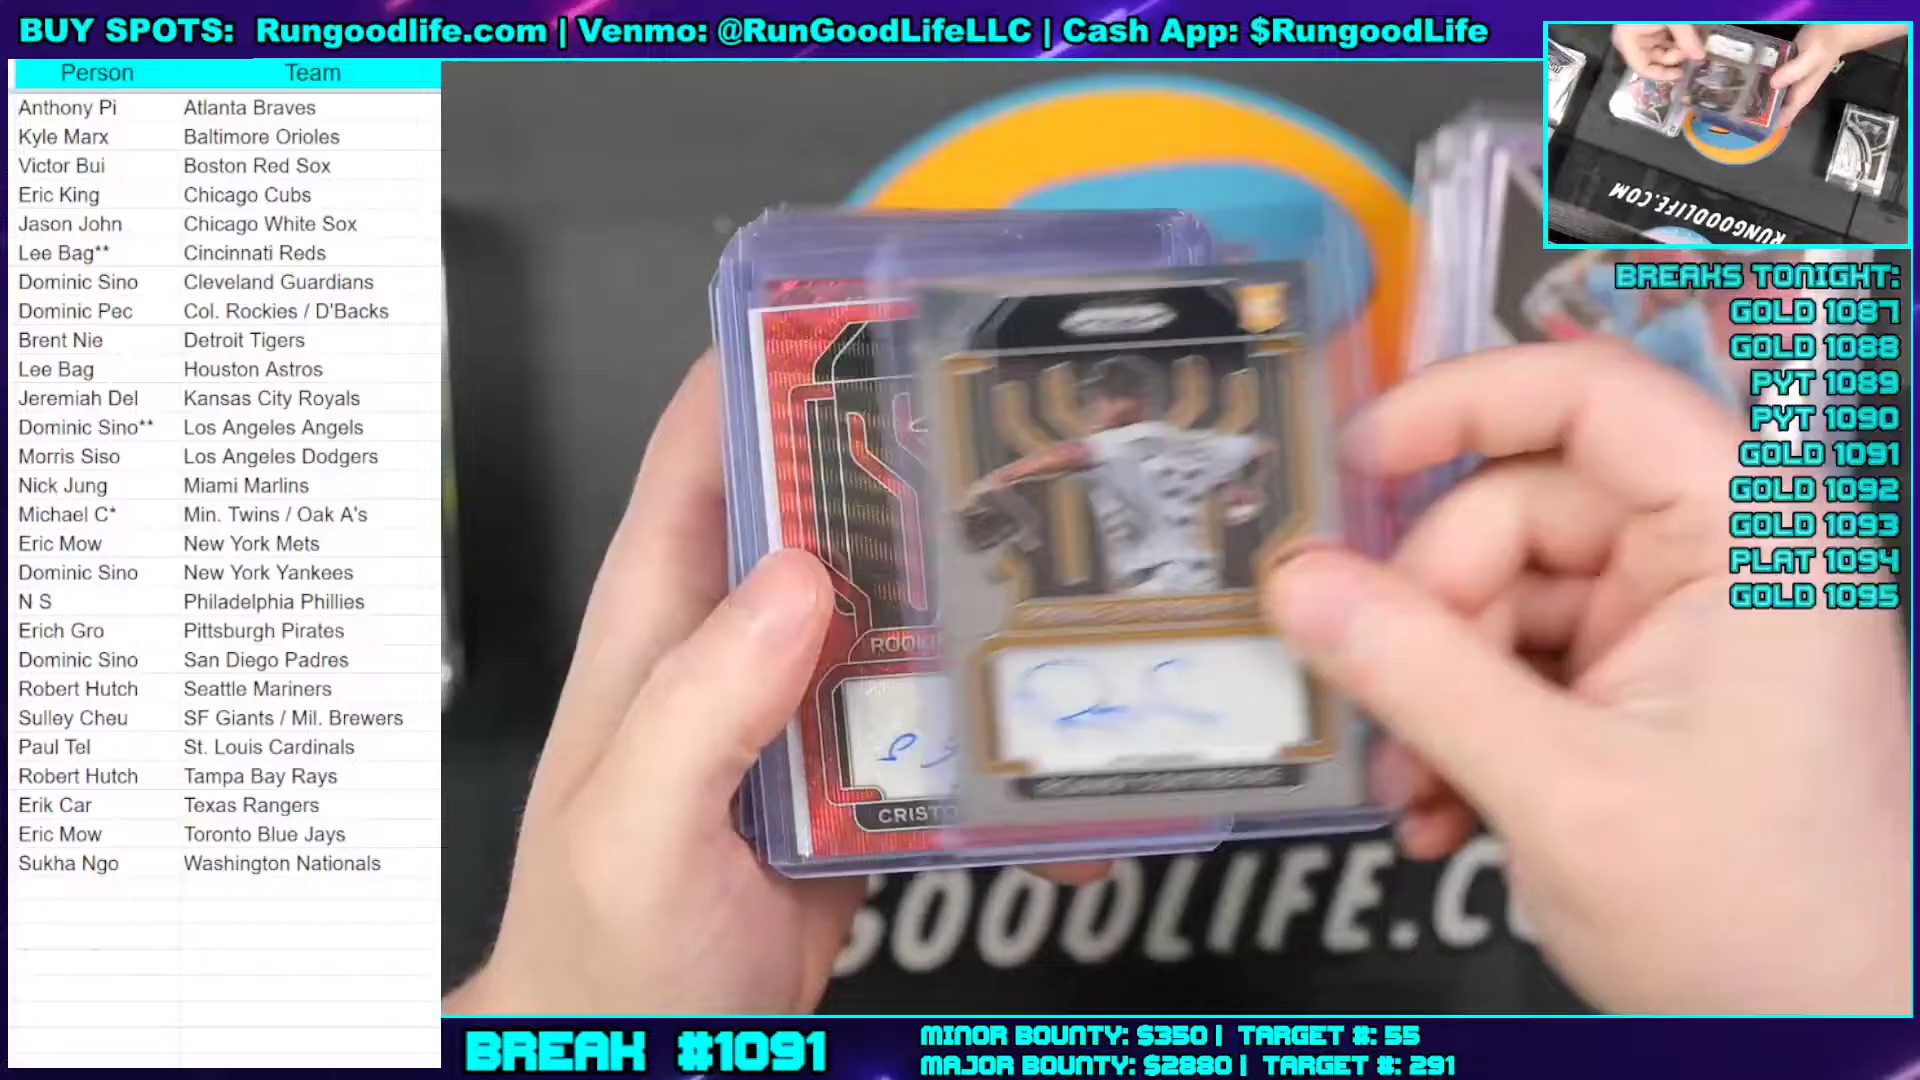 BUY SPOTS: Rungoodlife.com | Venmo: @RunGoodLifeLLC | Cash App: $RungoodLife
Person Team
Anthony Pi Atlanta Braves
Kyle Marx Baltimore Orioles
Victor Bui Boston Red Sox
Eric King Chicago Cubs
Jason John Chicago White Sox
Lee Bag** Cincinnati Reds
Dominic Sino Cleveland Guardians
Dominic Pec Col. Rockies / D'Backs
Brent Nie Detroit Tigers
Lee Bag Houston Astros
Jeremiah Del Kansas City Royals
Dominic Sino** Los Angeles Angels
Morris Siso Los Angeles Dodgers
Nick Jung Miami Marlins
Michael C* Min. Twins / Oak A's
Eric Mow New York Mets
Dominic Sino New York Yankees
N S Philadelphia Phillies
Erich Gro Pittsburgh Pirates
Dominic Sino San Diego Padres
Robert Hutch Seattle Mariners
Sulley Cheu SF Giants / Mil. Brewers
Paul Tel St. Louis Cardinals
Robert Hutch Tampa Bay Rays
Erik Car Texas Rangers
Eric Mow Toronto Blue Jays
Sukha Ngo Washington Nationals
ROOKI
CRISTO
GOODLIFE.C
RUNGOODLIFE.COM
BREAKS TONIGHT:
GOLD 1087
GOLD 1088
PYT 1089
PYT 1090
GOLD 1091
GOLD 1092
GOLD 1093
PLAT 1094
GOLD 1095
BREAK #1091
MINOR BOUNTY: $350 | TARGET #: 55
MAJOR BOUNTY: $2880 | TARGET #: 291